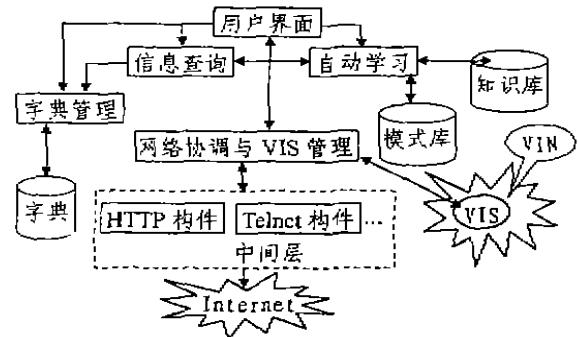 用户界面
信息查询
自动学习
知识库
字典管理
模式库
网络协调与 VIS 管理
VIN
字典
VIS
HTTP 构件
Telnct 构件…
中间层
Internet